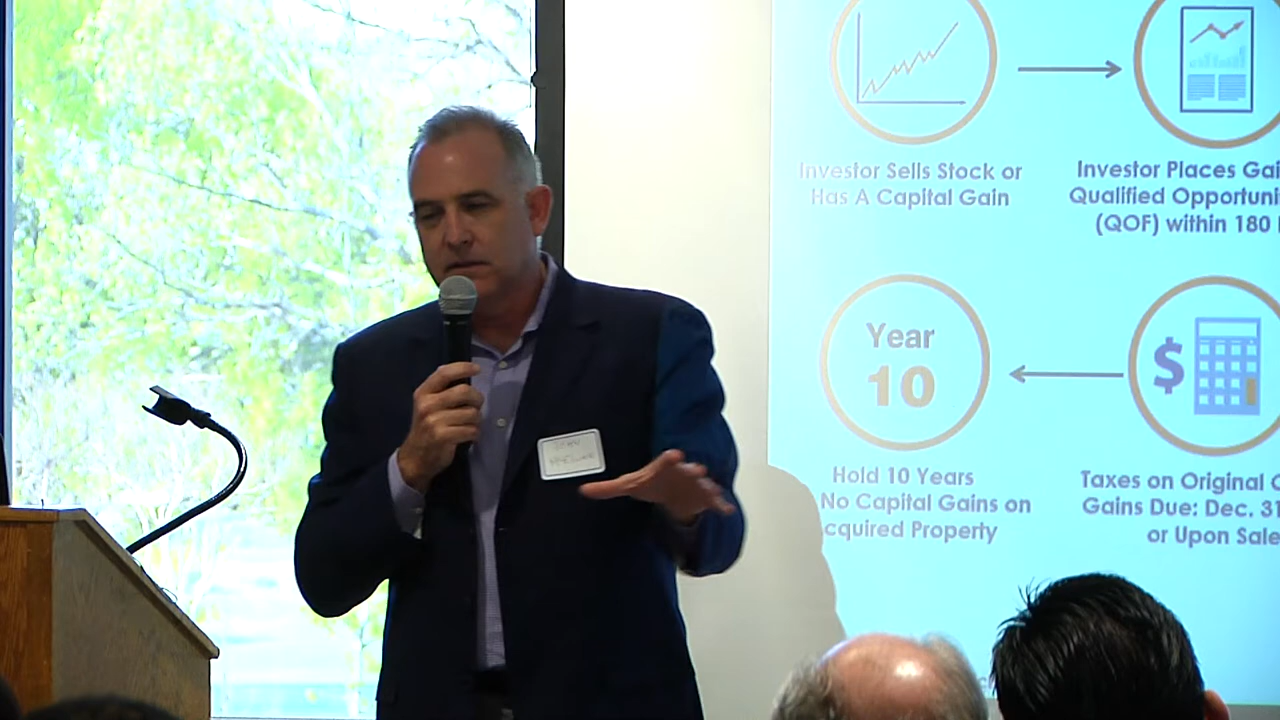 Investor Sells Stock or
Has A Capital Gain
Investor Places Gai
Qualified Opportuni
(QOF) within 180
Year
10
Hold 10 Years
No Capital Gains on
cquired Property
$
Taxes on Original
Gains Due: Dec. 31
or Upon Sale